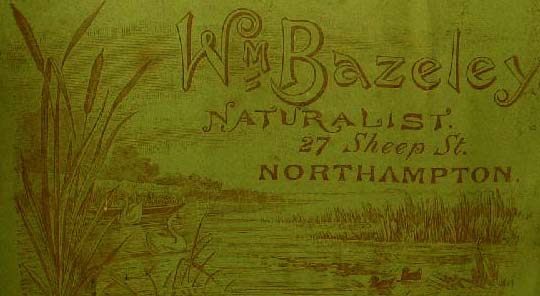 Wm Bazeley
NATURALIST.
27 Sheep St.
NORTHAMPTON.